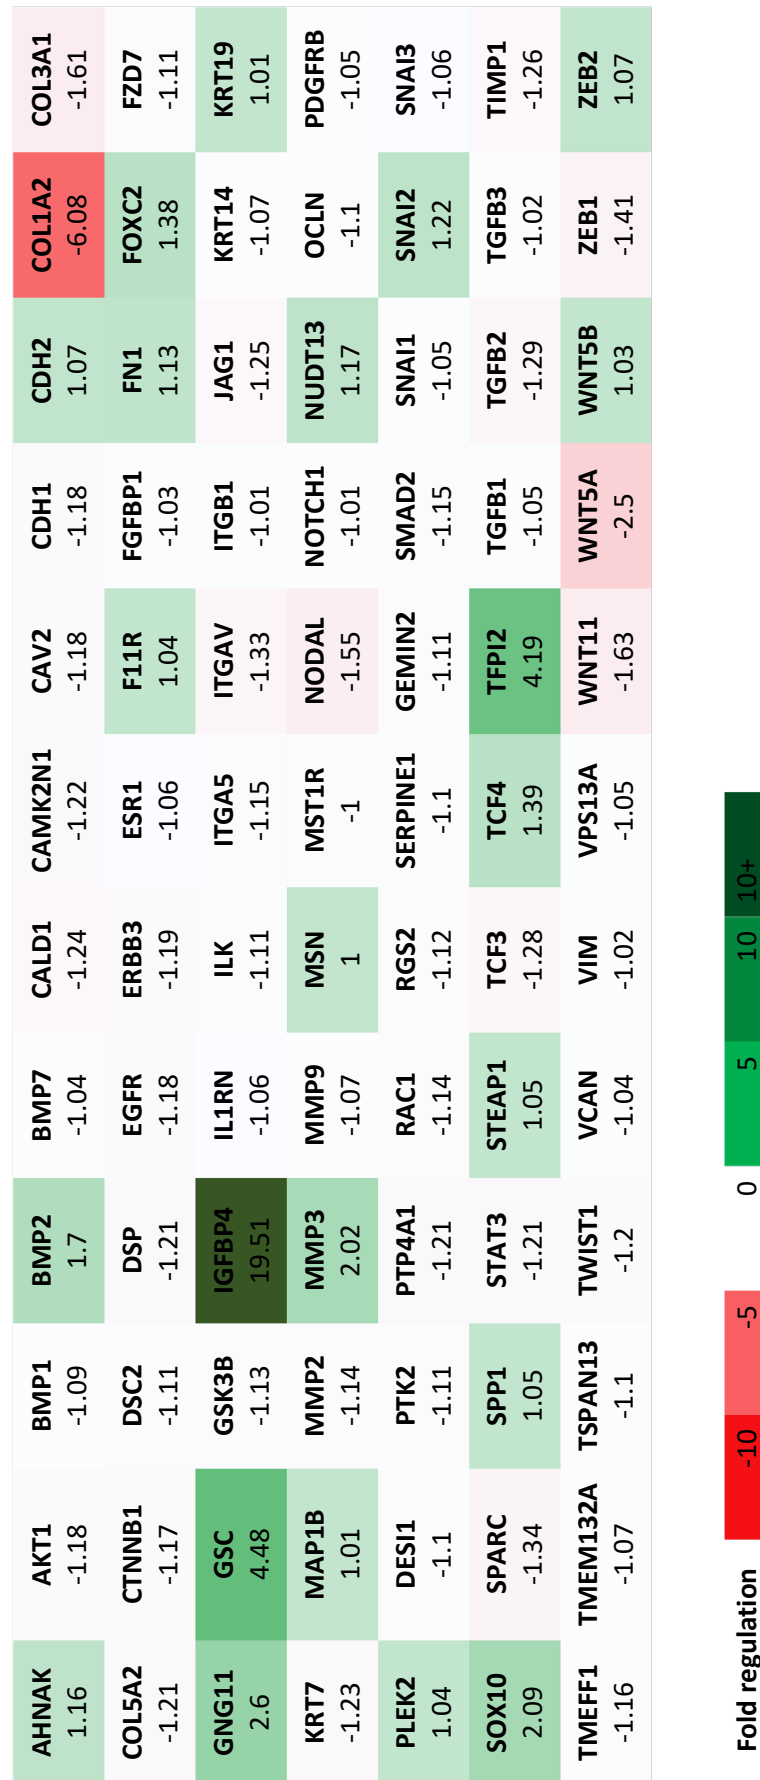 AHNAK AKT1 BMP1 BMP2 BMP7 CALD1 CAMK2N1 CAV2 CDH1 CDH2 COL1A2 COL3A1
1.16 -1.18 -1.09 1.7 -1.04 -1.24 -1.22 -1.18 -1.18 1.07 -6.08 -1.61
COL5A2 CTNNB1 DSC2 DSP EGFR ERBB3 ESR1 F11R FGFBP1 FN1 FOXC2 FZD7
-1.21 -1.17 -1.11 -1.21 -1.18 -1.19 -1.06 1.04 -1.03 1.13 1.38 -1.11
GNG11 GSC GSK3B IGFBP4 IL1RN ILK ITGA5 ITGAV ITGB1 JAG1 KRT14 KRT19
2.6 4.48 -1.13 19.51 -1.06 -1.11 -1.15 -1.33 -1.01 -1.25 -1.07 1.01
KRT7 MAP1B MMP2 MMP3 MMP9 MSN MST1R NODAL NOTCH1 NUDT13 OCLN PDGFRB
-1.23 1.01 -1.14 2.02 -1.07 1 -1 -1.55 -1.01 1.17 -1.1 -1.05
PLEK2 DESI1 PTK2 PTP4A1 RAC1 RGS2 SERPINE1 GEMIN2 SMAD2 SNAI1 SNAI2 SNAI3
1.04 -1.1 -1.11 -1.21 -1.14 -1.12 -1.1 -1.11 -1.15 -1.05 1.22 -1.06
SOX10 SPARC SPP1 STAT3 STEAP1 TCF3 TCF4 TFPI2 TGFB1 TGFB2 TGFB3 TIMP1
2.09 -1.34 1.05 -1.21 1.05 -1.28 1.39 4.19 -1.05 -1.29 -1.02 -1.26
TMEFF1 TMEM132A TSPAN13 TWIST1 VCAN VIM VPS13A WNT11 WNT5A WNT5B ZEB1 ZEB2
-1.16 -1.07 -1.1 -1.2 -1.04 -1.02 -1.05 -1.63 -2.5 1.03 -1.41 1.07
Fold regulation -10 -5 0 5 10 10+